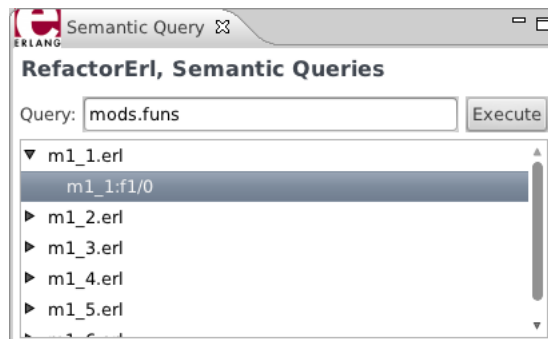 Semantic Query
ERLANG
RefactorErl, Semantic Queries
Query: mods.funs Execute
m1_1.erl
m1_1:f1/0
m1_2.erl
m1_3.erl
m1_4.erl
m1_5.erl